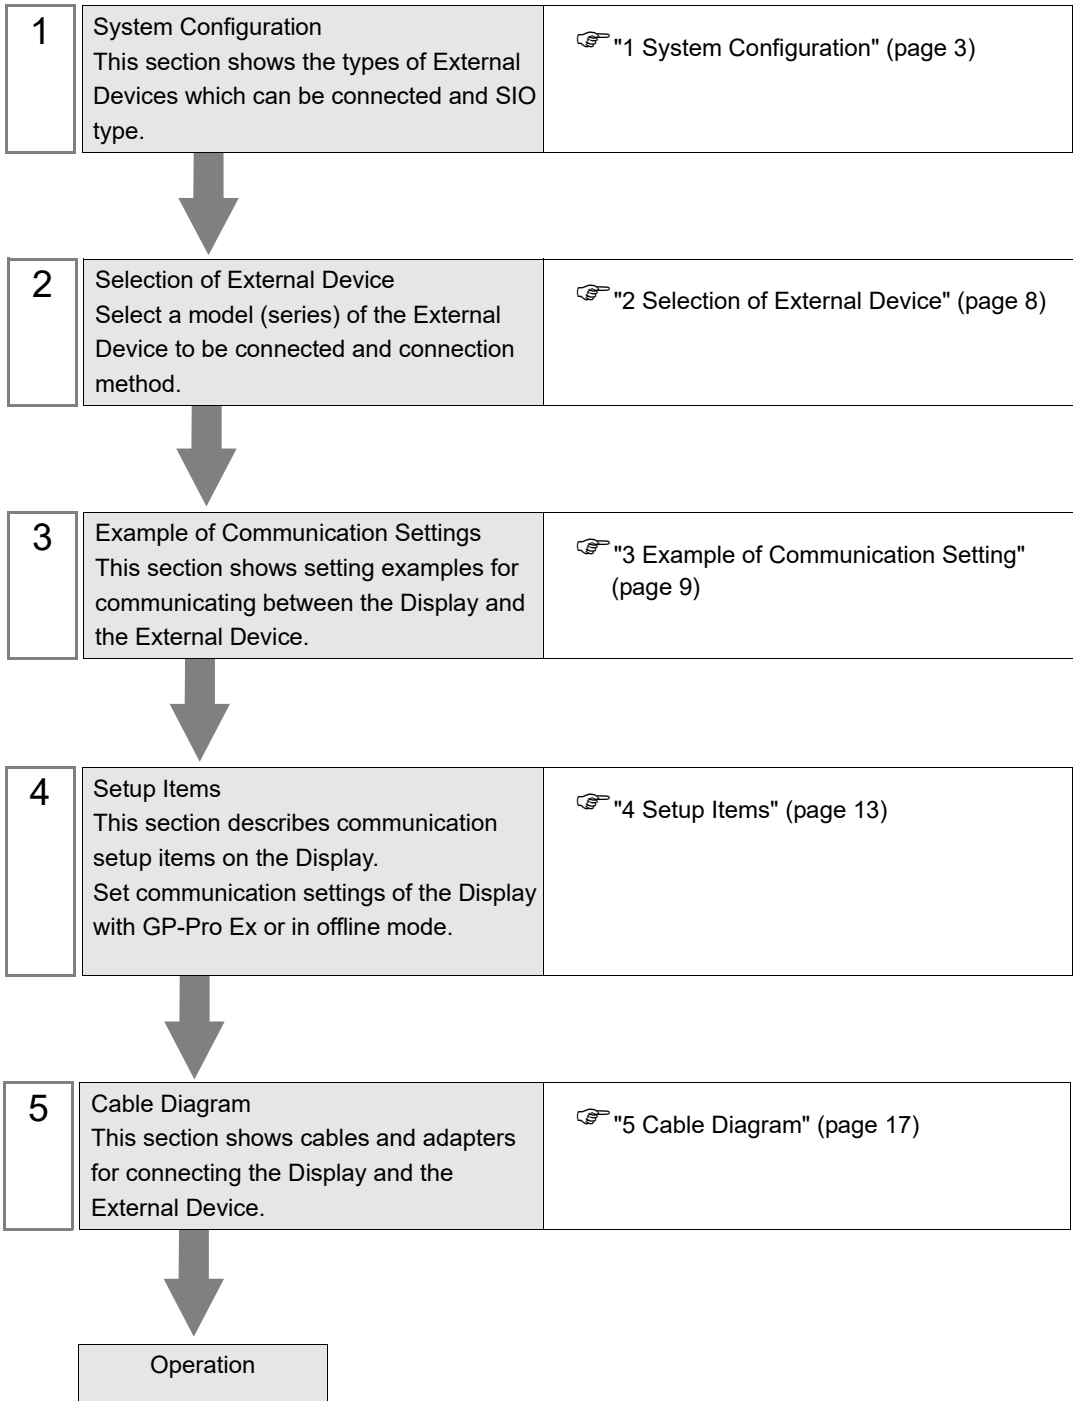 1
System Configuration
This section shows the types of External
Devices which can be connected and SIO
type.
"1 System Configuration" (page 3)
2
Selection of External Device
Select a model (series) of the External
Device to be connected and connection
method.
"2 Selection of External Device" (page 8)
3
Example of Communication Settings
This section shows setting examples for
communicating between the Display and
the External Device.
"3 Example of Communication Setting"
(page 9)
4
Setup Items
This section describes communication
setup items on the Display.
Set communication settings of the Display
with GP-Pro Ex or in offline mode.
"4 Setup Items" (page 13)
5
Cable Diagram
This section shows cables and adapters
for connecting the Display and the
External Device.
"5 Cable Diagram" (page 17)
Operation